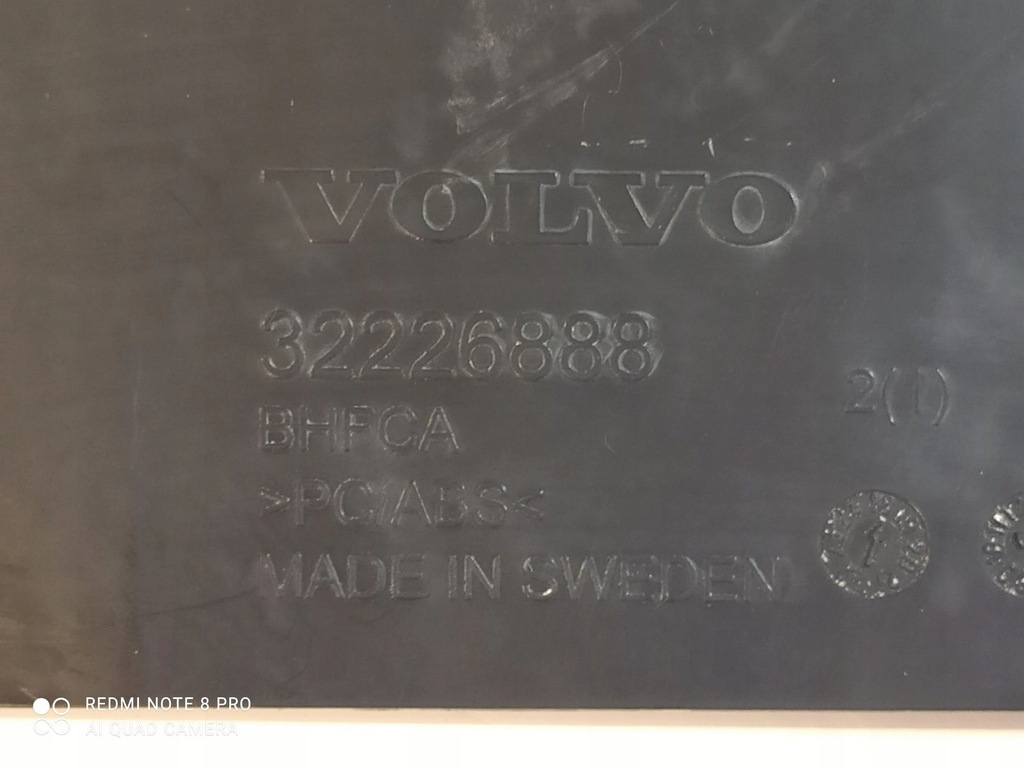 VOLVO
32226888
BHFCA
2(1)
>PC/ABS<
MADE IN SWEDEN
REDMI NOTE 8 PRO
AI QUAD CAMERA